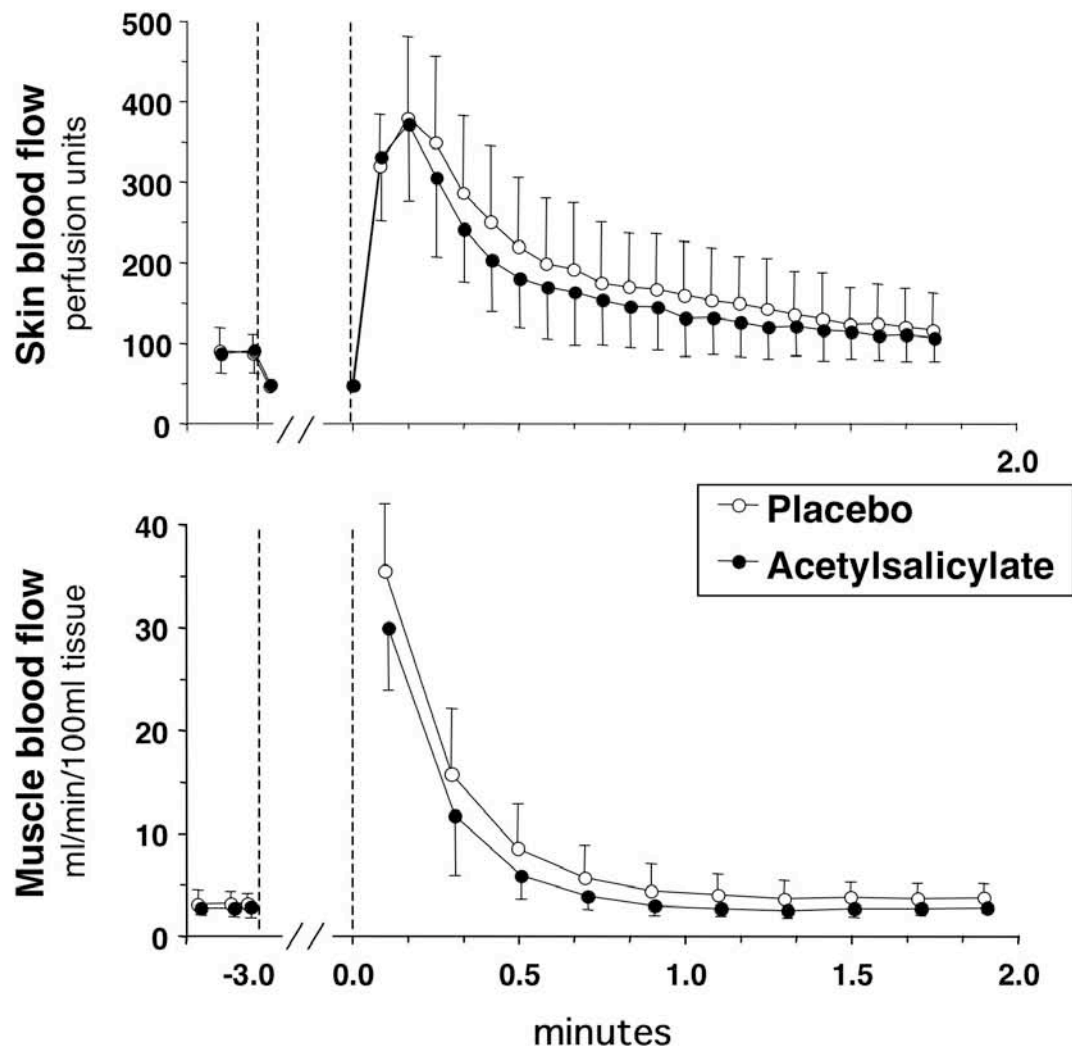 Skin blood flow
perfusion units
500
400
300
200
100
0
2.0
Placebo
Acetylsalicylate
Muscle blood flow
ml/min/100ml tissue
40
30
20
10
0
-3.0 0.0 0.5 1.0 1.5 2.0
minutes